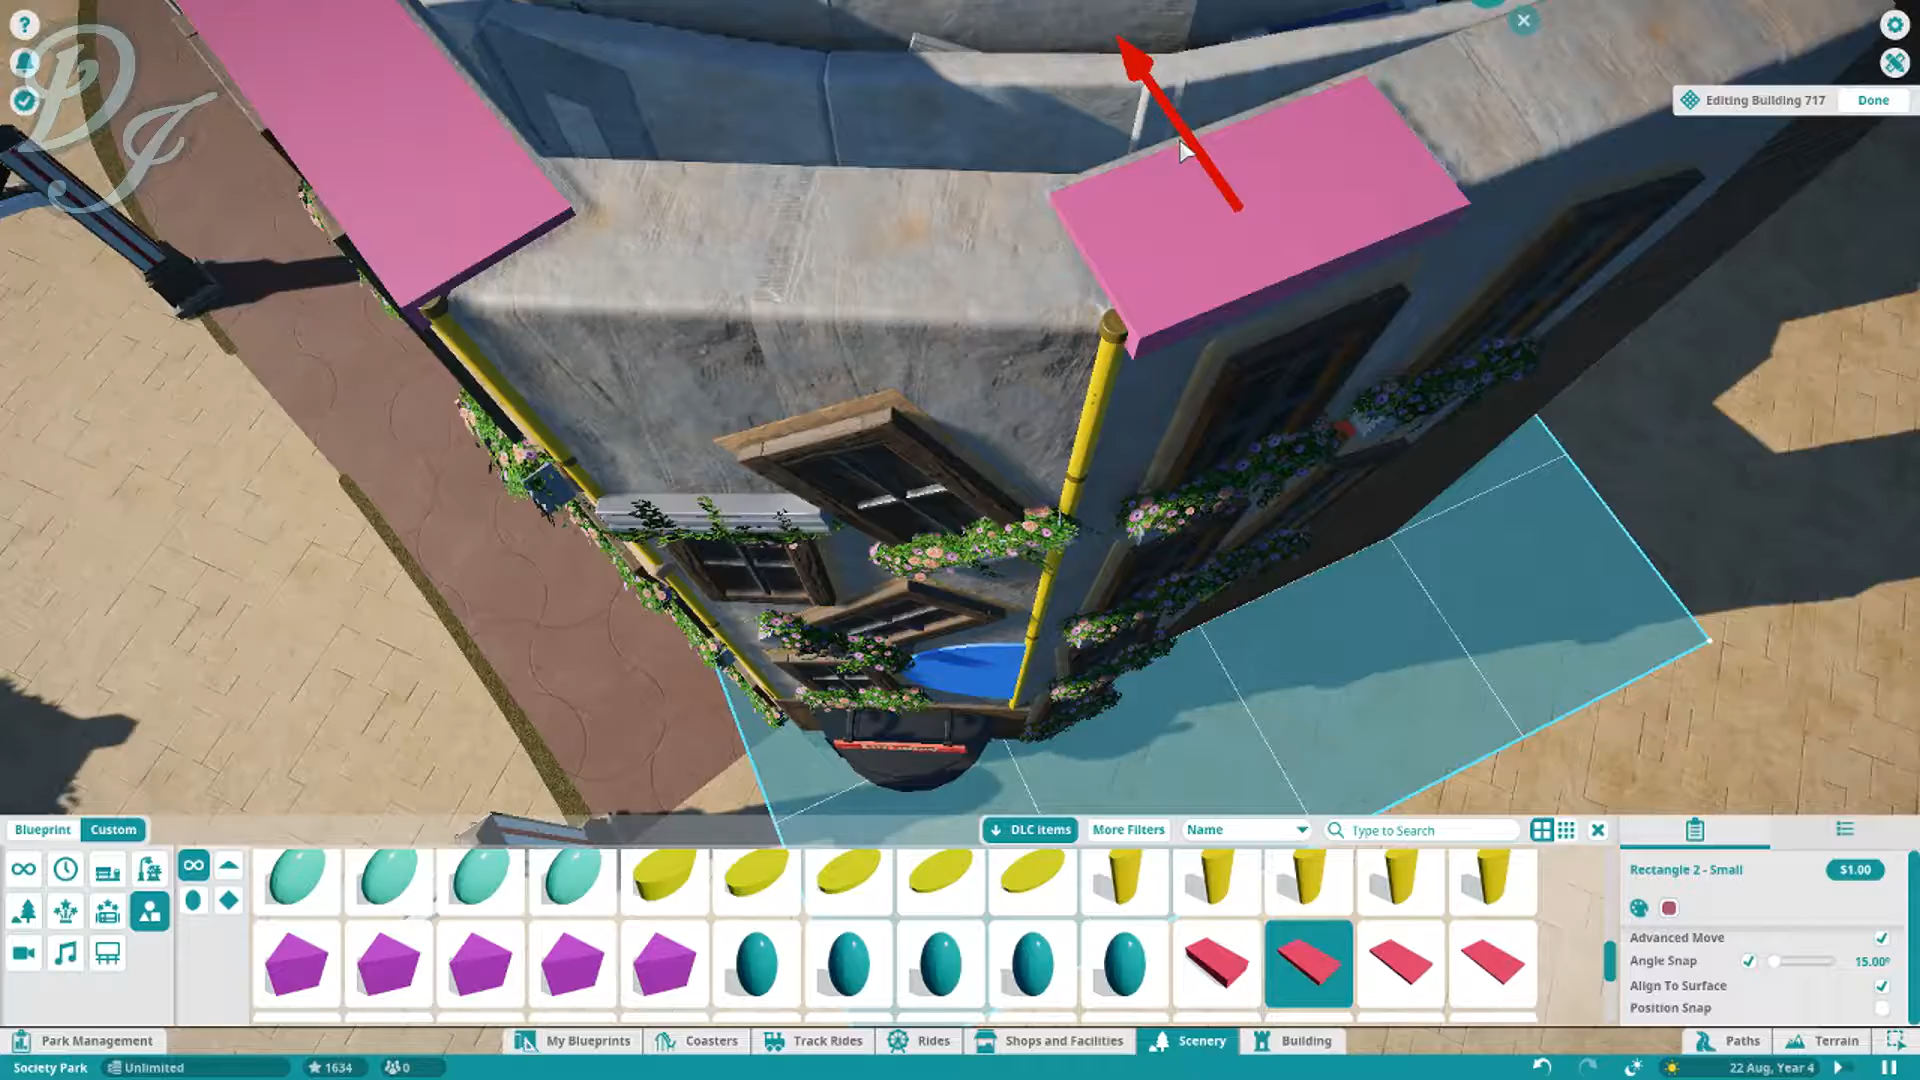 ?
PJ
Editing Building 717 Done
Blueprint Custom
DLC items More Filters Name Type to Search
Rectangle 2 - Small $1.00
Advanced Move
Angle Snap 15.00°
Align To Surface
Position Snap
Park Management My Blueprints Coasters Track Rides Rides Shops and Facilities Scenery Building Paths Terrain
Society Park Unlimited 1634 0 22 Aug, Year 4